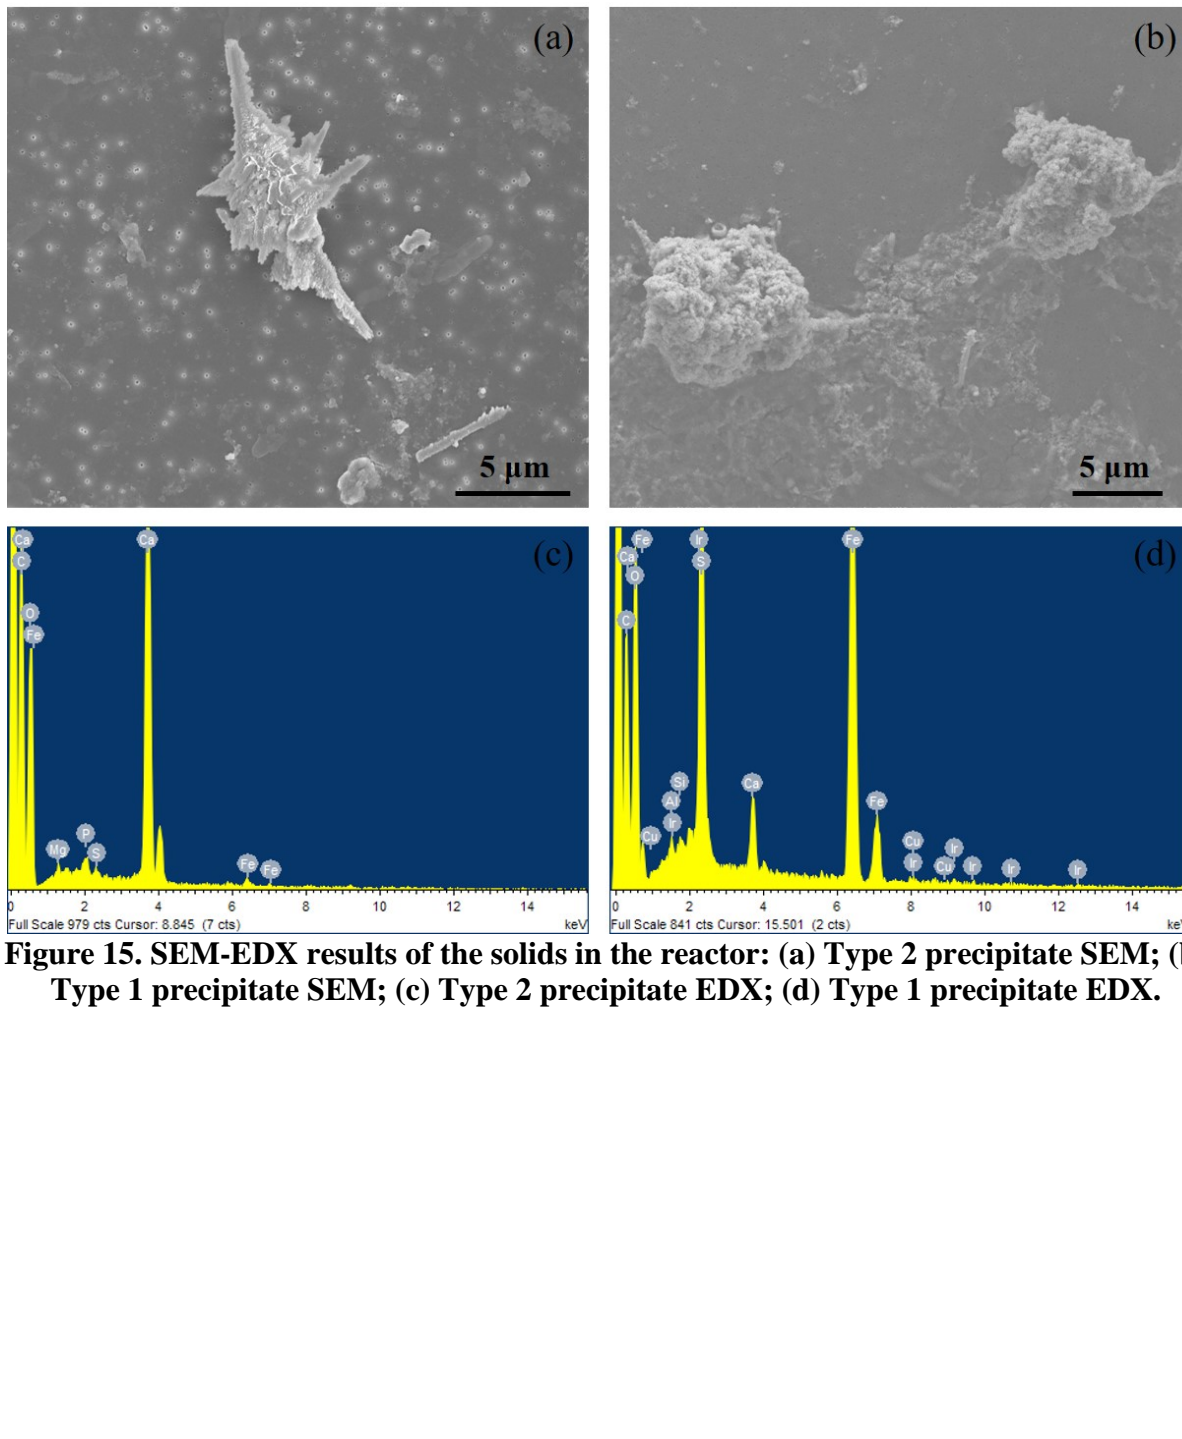 (a)
(b)
5 µm
5 µm
Ca
C
O
Fe
Mg
P
S
Ca
Fe
Fe
(c)
0 2 4 6 8 10 12 14
Full Scale 979 cts Cursor: 8.845 (7 cts) keV
Fe
Ca
O
C
Cu
Si
Al
Ir
Ir
S
Ca
Fe
Fe
Cu
Ir
Cu
Ir
Ir
Ir
Ir
(d)
0 2 4 6 8 10 12 14
Full Scale 841 cts Cursor: 15.501 (2 cts) ke
Figure 15. SEM-EDX results of the solids in the reactor: (a) Type 2 precipitate SEM; (
Type 1 precipitate SEM; (c) Type 2 precipitate EDX; (d) Type 1 precipitate EDX.